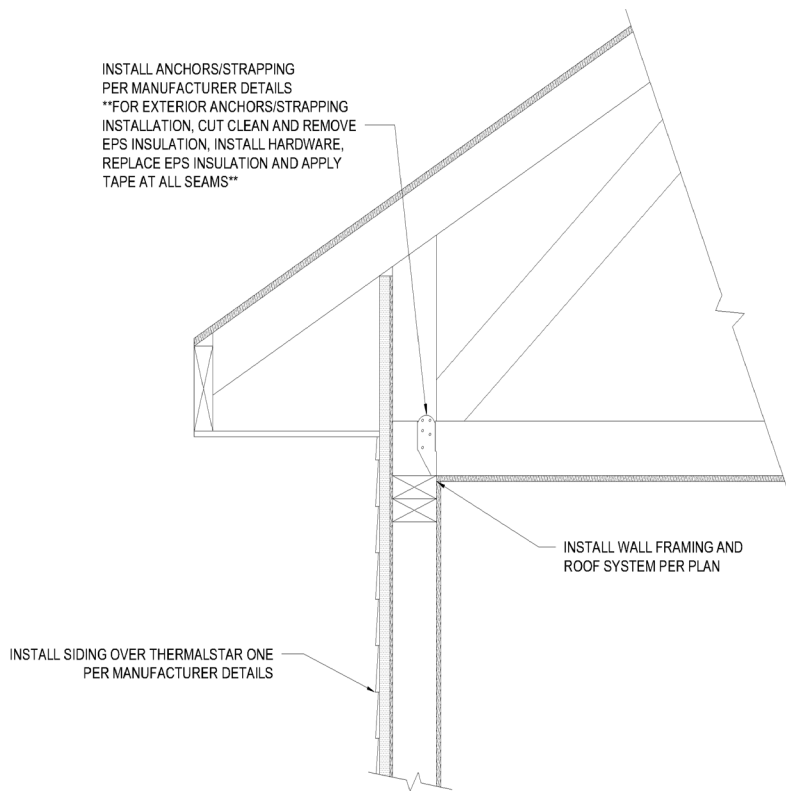 INSTALL ANCHORS/STRAPPING
PER MANUFACTURER DETAILS
**FOR EXTERIOR ANCHORS/STRAPPING
INSTALLATION, CUT CLEAN AND REMOVE
EPS INSULATION, INSTALL HARDWARE,
REPLACE EPS INSULATION AND APPLY
TAPE AT ALL SEAMS**
INSTALL WALL FRAMING AND
ROOF SYSTEM PER PLAN
INSTALL SIDING OVER THERMALSTAR ONE
PER MANUFACTURER DETAILS